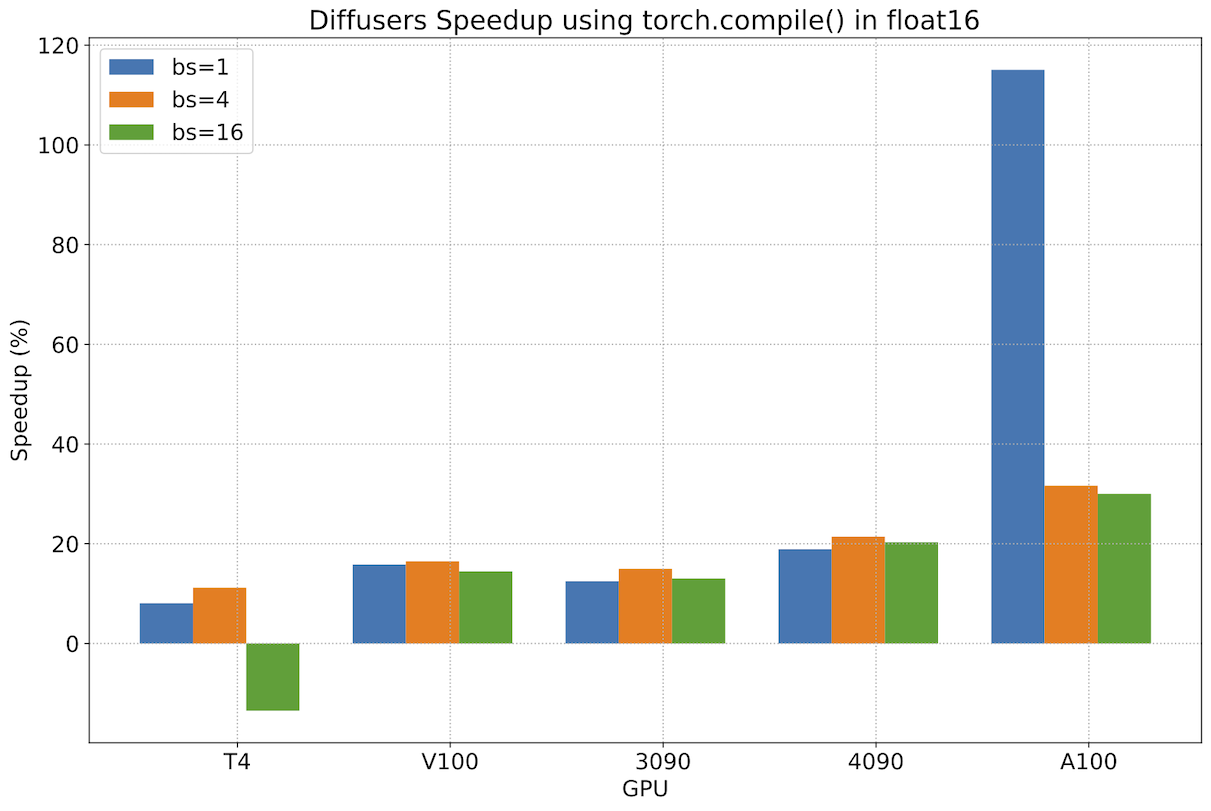 Diffusers Speedup using torch.compile() in float16
bs=1
bs=4
bs=16
Speedup (%)
120
100
80
60
40
20
0
T4 V100 3090 4090 A100
GPU